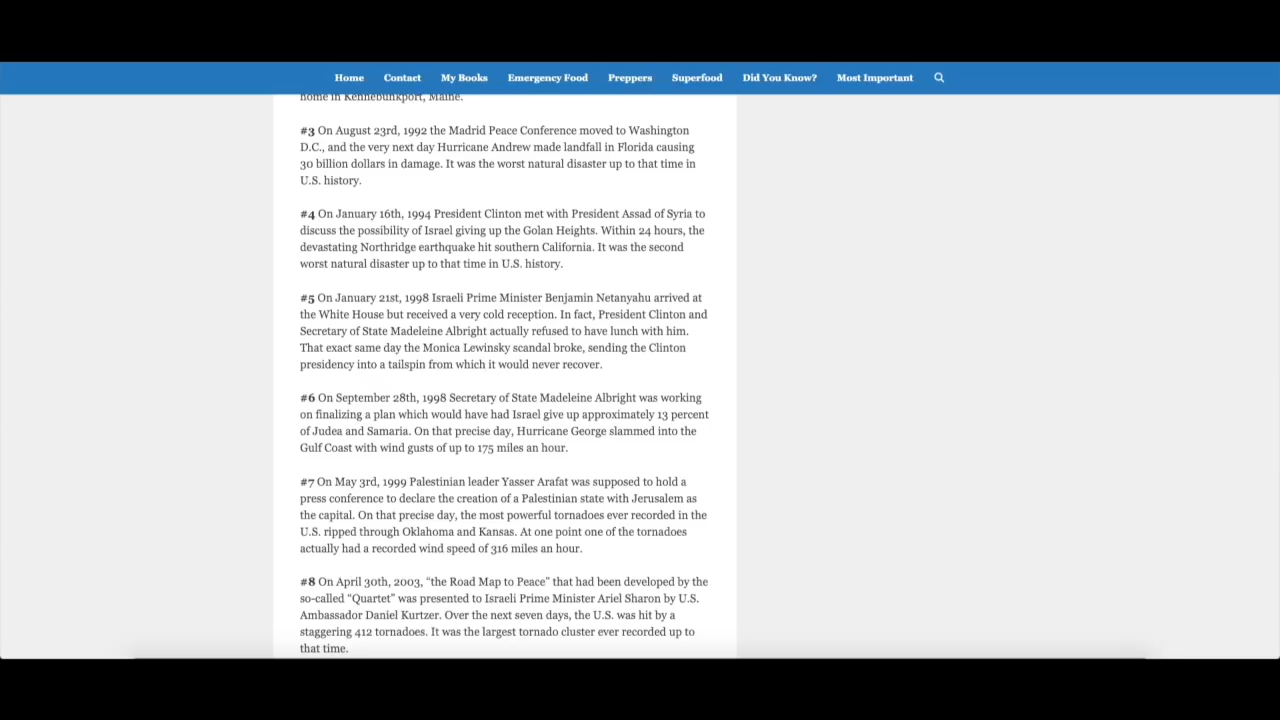 Home Contact My Books Emergency Food Preppers Superfood Did You Know? Most Important
home in Kennebunkport, Maine.
#3 On August 23rd, 1992 the Madrid Peace Conference moved to Washington
D.C., and the very next day Hurricane Andrew made landfall in Florida causing
30 billion dollars in damage. It was the worst natural disaster up to that time in
U.S. history.
#4 On January 16th, 1994 President Clinton met with President Assad of Syria to
discuss the possibility of Israel giving up the Golan Heights. Within 24 hours, the
devastating Northridge earthquake hit southern California. It was the second
worst natural disaster up to that time in U.S. history.
#5 On January 21st, 1998 Israeli Prime Minister Benjamin Netanyahu arrived at
the White House but received a very cold reception. In fact, President Clinton and
Secretary of State Madeleine Albright actually refused to have lunch with him.
That exact same day the Monica Lewinsky scandal broke, sending the Clinton
presidency into a tailspin from which it would never recover.
#6 On September 28th, 1998 Secretary of State Madeleine Albright was working
on finalizing a plan which would have had Israel give up approximately 13 percent
of Judea and Samaria. On that precise day, Hurricane George slammed into the
Gulf Coast with wind gusts of up to 175 miles an hour.
#7 On May 3rd, 1999 Palestinian leader Yasser Arafat was supposed to hold a
press conference to declare the creation of a Palestinian state with Jerusalem as
the capital. On that precise day, the most powerful tornadoes ever recorded in the
U.S. ripped through Oklahoma and Kansas. At one point one of the tornadoes
actually had a recorded wind speed of 316 miles an hour.
#8 On April 30th, 2003, “the Road Map to Peace” that had been developed by the
so-called “Quartet” was presented to Israeli Prime Minister Ariel Sharon by U.S.
Ambassador Daniel Kurtzer. Over the next seven days, the U.S. was hit by a
staggering 412 tornadoes. It was the largest tornado cluster ever recorded up to
that time.